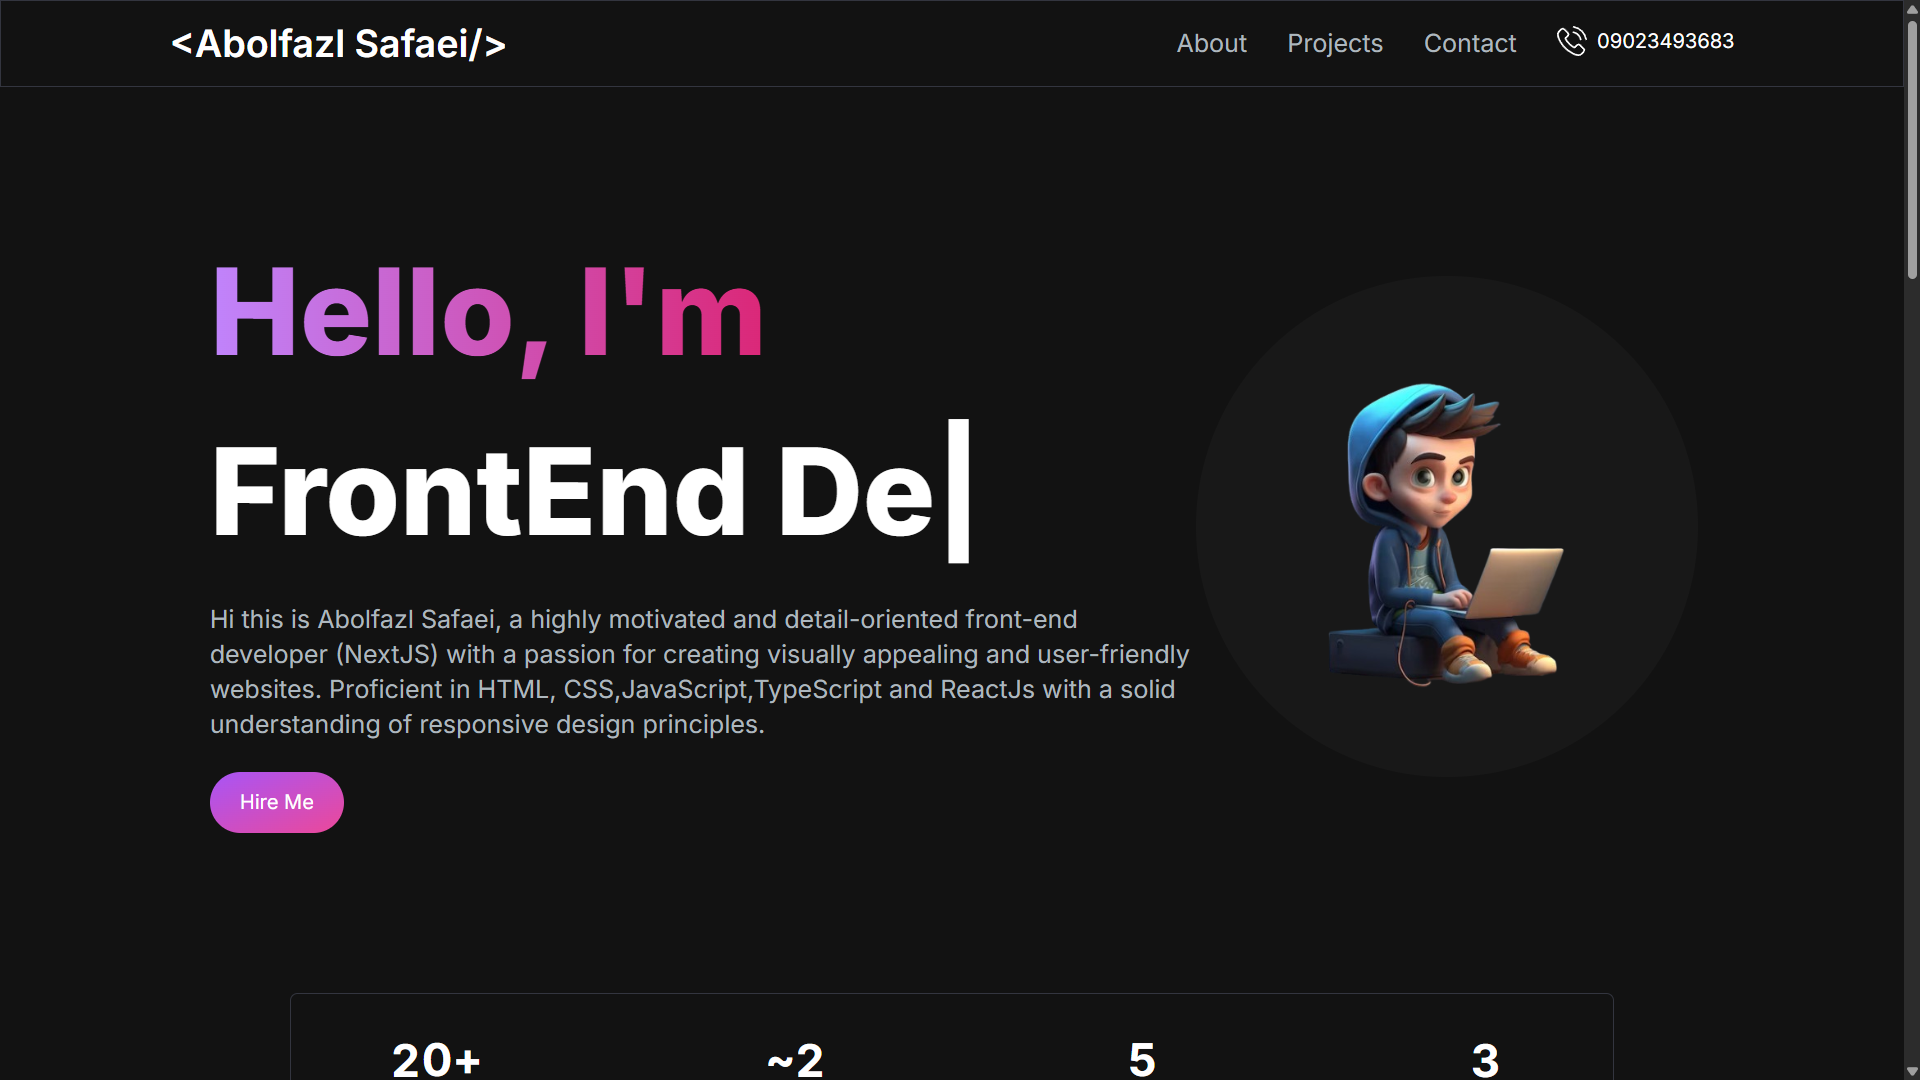 <Abolfazl Safaei/>
About
Projects
Contact
09023493683
Hello, I'm
FrontEnd De|
Hi this is Abolfazl Safaei, a highly motivated and detail-oriented front-end
developer (NextJS) with a passion for creating visually appealing and user-friendly
websites. Proficient in HTML, CSS,JavaScript,TypeScript and ReactJs with a solid
understanding of responsive design principles.
Hire Me
20+
~2
5
3